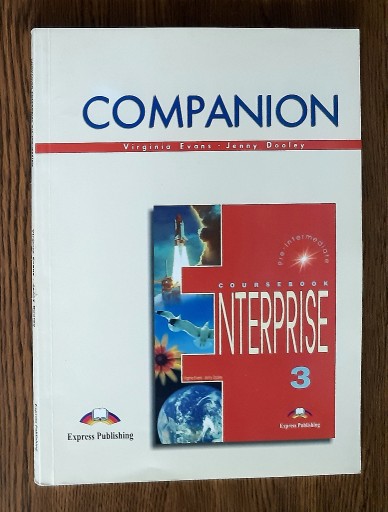 COMPANION
Virginia Evans - Jenny Dooley
Pre-Intermediate
COURSEBOOK
ENTERPRISE
3
Express Publishing
Express Publishing